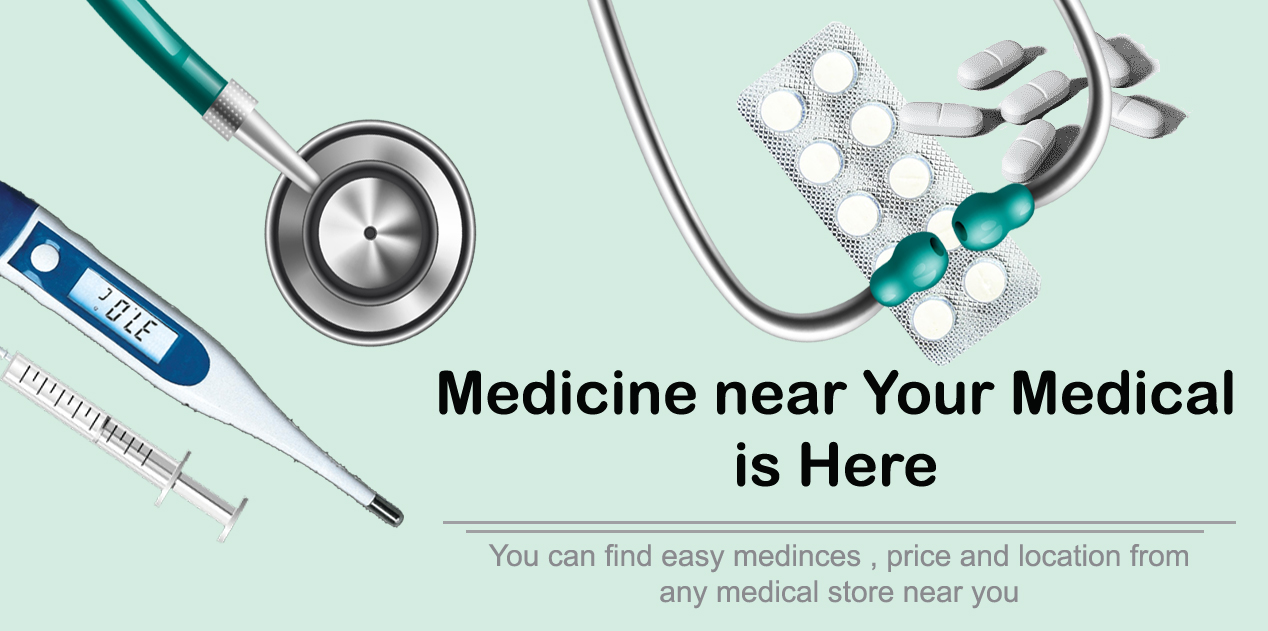 Medicine near Your Medical
is Here
You can find easy medinces , price and location from
any medical store near you